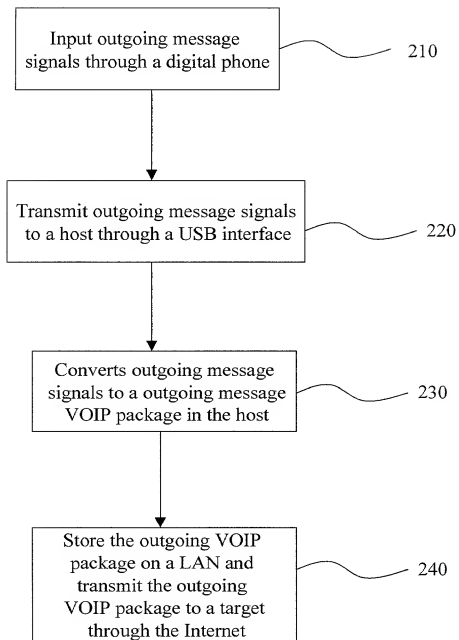 Input outgoing message
signals through a digital phone
210
Transmit outgoing message signals
to a host through a USB interface
220
Converts outgoing message
signals to a outgoing message
VOIP package in the host
230
Store the outgoing VOIP
package on a LAN and
transmit the outgoing
VOIP package to a target
through the Internet
240